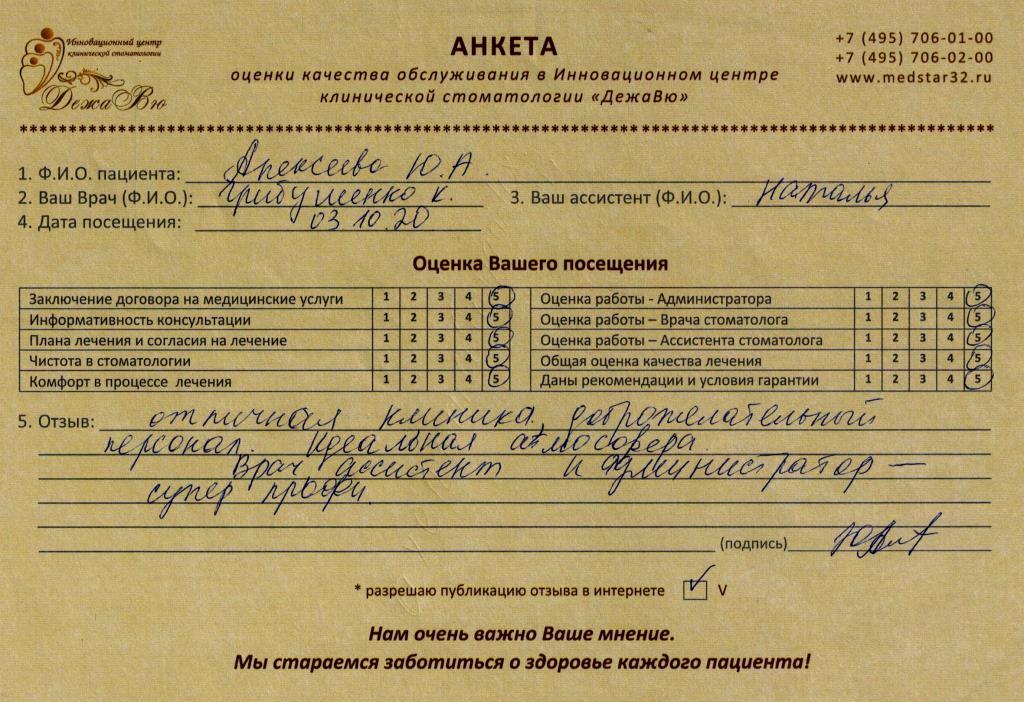 Инновационный центр
клинической стоматологии
ДежаВю
АНКЕТА
оценки качества обслуживания в Инновационном центре
клинической стоматологии «ДежаВю»
+7 (495) 706-01-00
+7 (495) 706-02-00
www.medstar32.ru
1. Ф.И.О. пациента: Алексеева Ю.А.
2. Ваш Врач (Ф.И.О.): Грибушенко К. 3. Ваш ассистент (Ф.И.О.): Наталья
4. Дата посещения: 03 10.20
Оценка Вашего посещения
Заключение договора на медицинские услуги 1 2 3 4 5 Оценка работы - Администратора 1 2 3 4 5
Информативность консультации 1 2 3 4 5 Оценка работы – Врача стоматолога 1 2 3 4 5
Плана лечения и согласия на лечение 1 2 3 4 5 Оценка работы – Ассистента стоматолога 1 2 3 4 5
Чистота в стоматологии 1 2 3 4 5 Общая оценка качества лечения 1 2 3 4 5
Комфорт в процессе лечения 1 2 3 4 5 Даны рекомендации и условия гарантии 1 2 3 4 5
5. Отзыв: отличная клиника, доброжелательный
персонал. Идеальная атмосфера.
Врач ассистент и администратор —
супер профи.
(подпись)
* разрешаю публикацию отзыва в интернете V
Нам очень важно Ваше мнение.
Мы стараемся заботиться о здоровье каждого пациента!